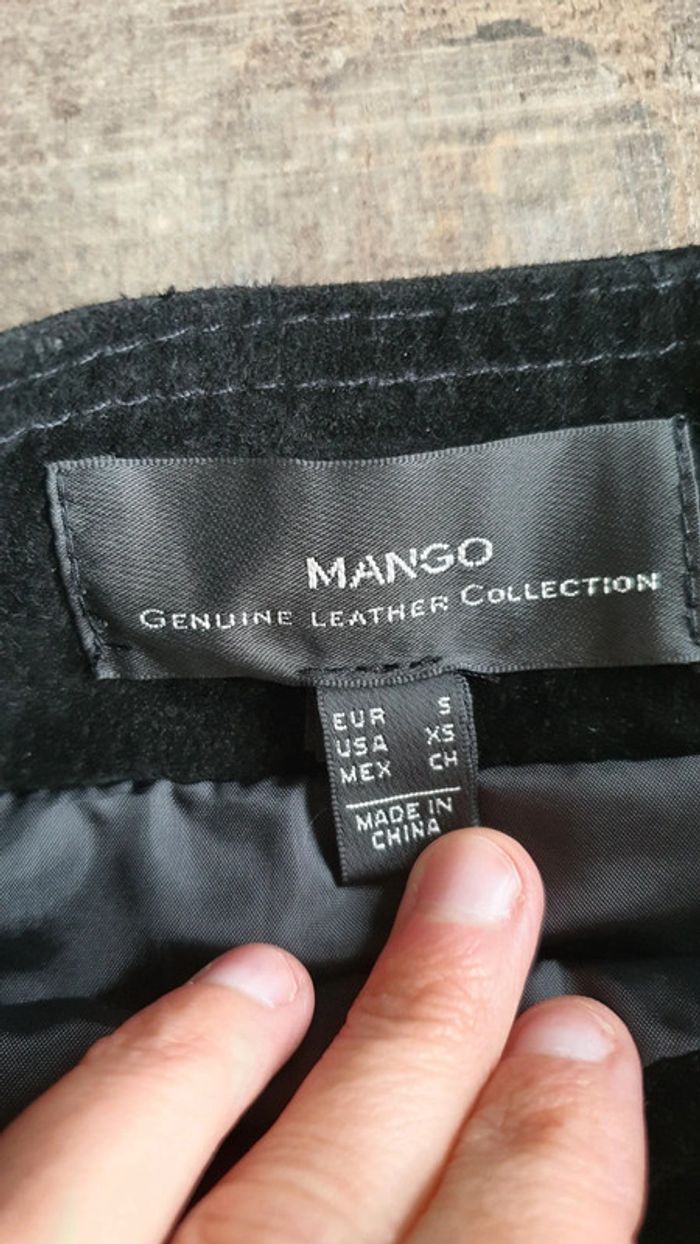 MANGO
GENUINE LEATHER COLLECTION
EUR S
USA XS
MEX CH
MADE IN
CHINA